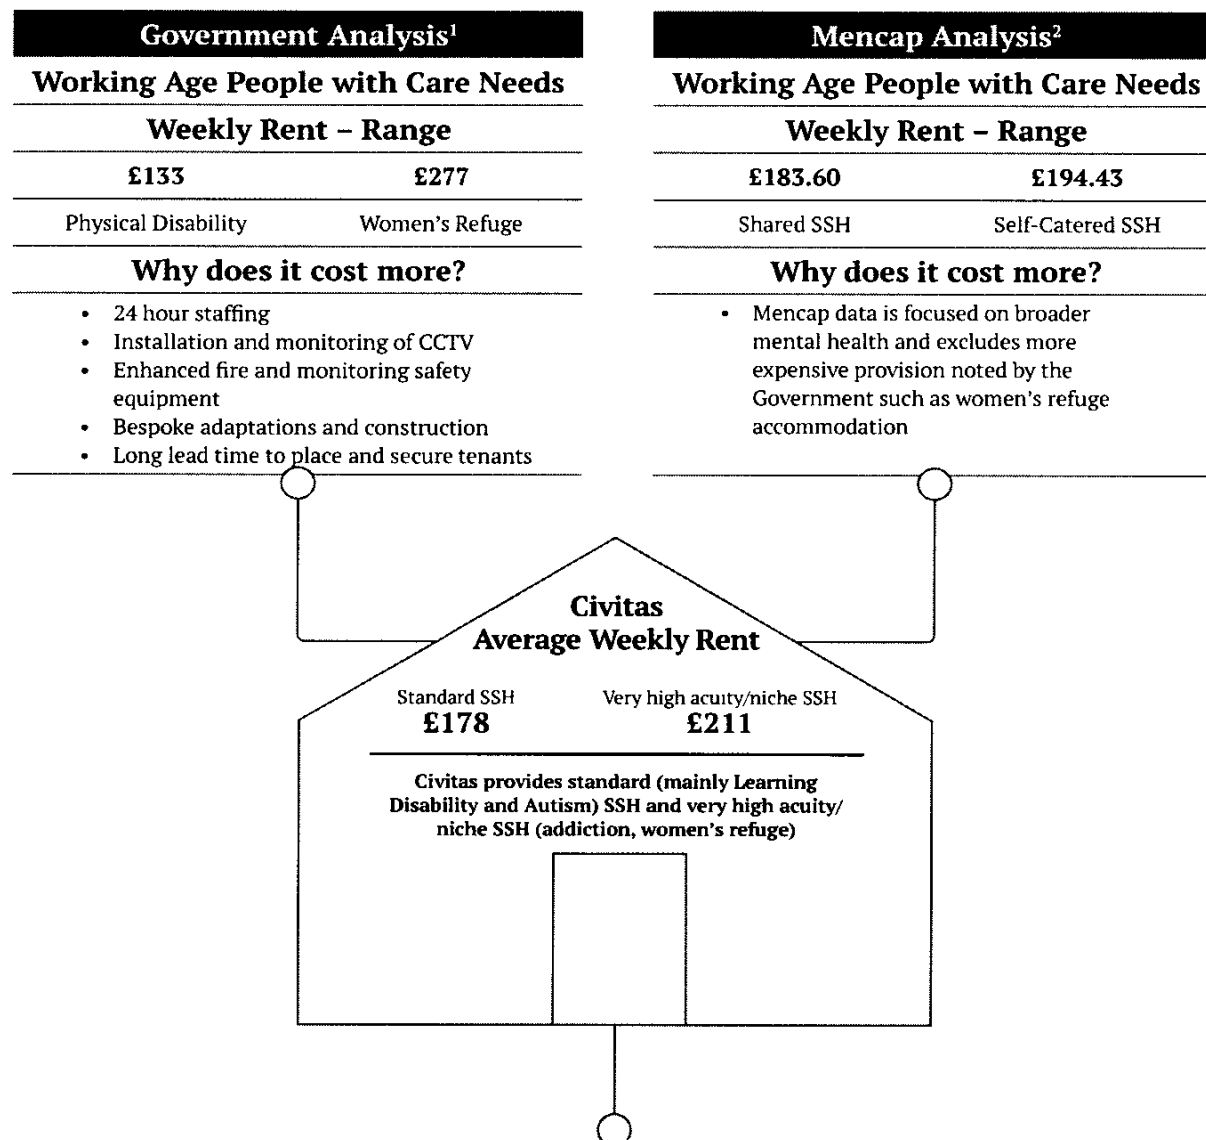 Government Analysis¹
Working Age People with Care Needs
Weekly Rent – Range
£133 £277
Physical Disability Women's Refuge
Why does it cost more?
• 24 hour staffing
• Installation and monitoring of CCTV
• Enhanced fire and monitoring safety
equipment
• Bespoke adaptations and construction
• Long lead time to place and secure tenants
Mencap Analysis²
Working Age People with Care Needs
Weekly Rent – Range
£183.60 £194.43
Shared SSH Self-Catered SSH
Why does it cost more?
• Mencap data is focused on broader
mental health and excludes more
expensive provision noted by the
Government such as women's refuge
accommodation
Civitas
Average Weekly Rent
Standard SSH Very high acuity/niche SSH
£178 £211
Civitas provides standard (mainly Learning
Disability and Autism) SSH and very high acuity/
niche SSH (addiction, women's refuge)